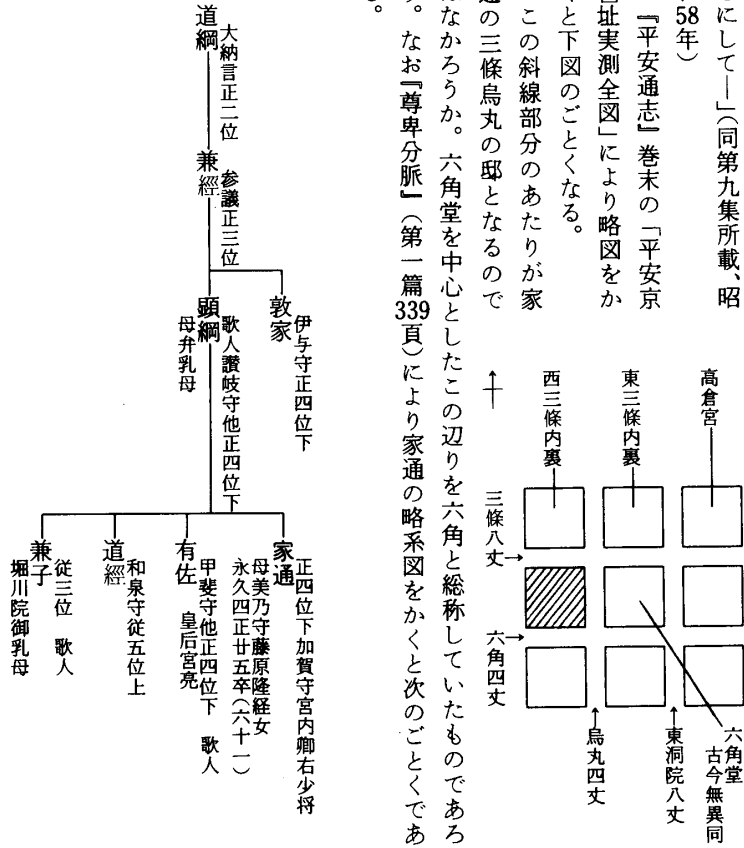 にして―」（同第九集所載、昭
58年）
『平安通志』巻末の「平安京
址実測全図」により略図をか
と下図のごとくなる。
この斜線部分のあたりが家
通の三條烏丸の邸となるので
なかろうか。六角堂を中心としたこの辺りを六角と総称していたものであろ
。なお『尊卑分脈』（第一篇339頁）により家通の略系図をかくと次のごとくであ
。
高倉宮
東三條内裏
西三條内裏
↑
三條八丈→
六角四丈→
六角堂
古今無異同
東洞院八丈→
烏丸四丈→
道綱
大納言正二位
兼經
参議正三位
敦家
伊与守正四位下
顕綱
歌人讃岐守他正四位下
母弁乳母
家通
正四位下加賀守宮内卿右少将
母美乃守藤原隆経女
永久四正廿五卒（六十一）
有佐
甲斐守他正四位下　歌人
皇后宮亮
道經
和泉守従五位上
兼子
従三位　歌人
堀川院御乳母